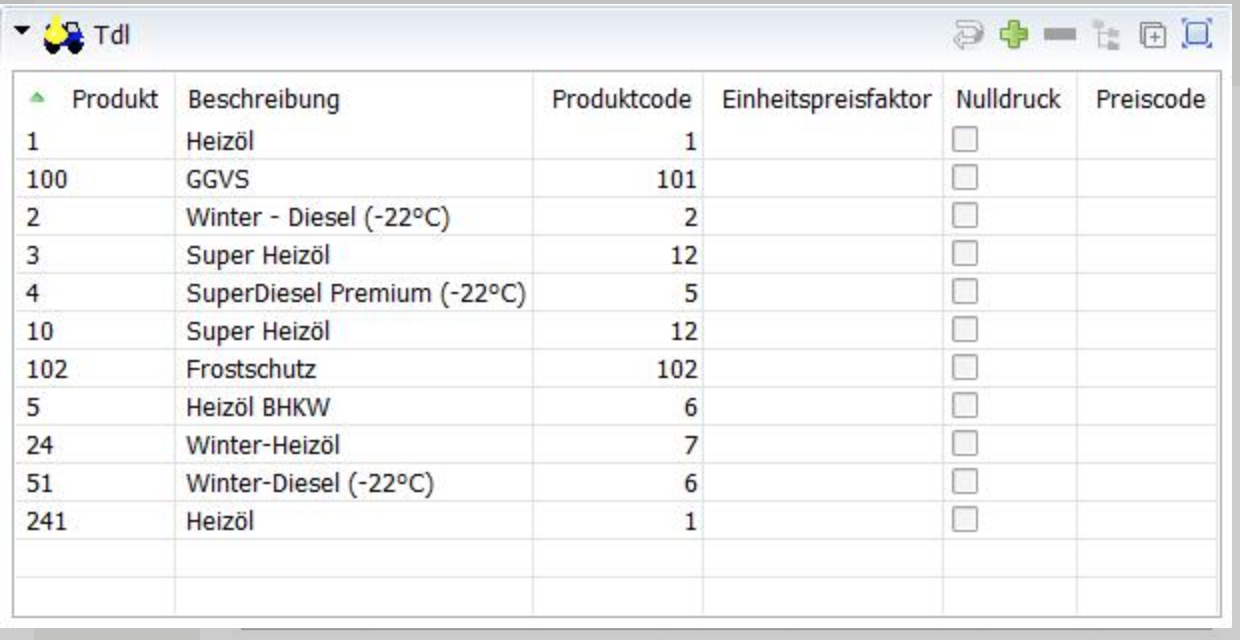 Tdl
Produkt Beschreibung Produktcode Einheitspreisfaktor Nulldruck Preiscode
1 Heizöl 1
100 GGVS 101
2 Winter - Diesel (-22°C) 2
3 Super Heizöl 12
4 SuperDiesel Premium (-22°C) 5
10 Super Heizöl 12
102 Frostschutz 102
5 Heizöl BHKW 6
24 Winter-Heizöl 7
51 Winter-Diesel (-22°C) 6
241 Heizöl 1